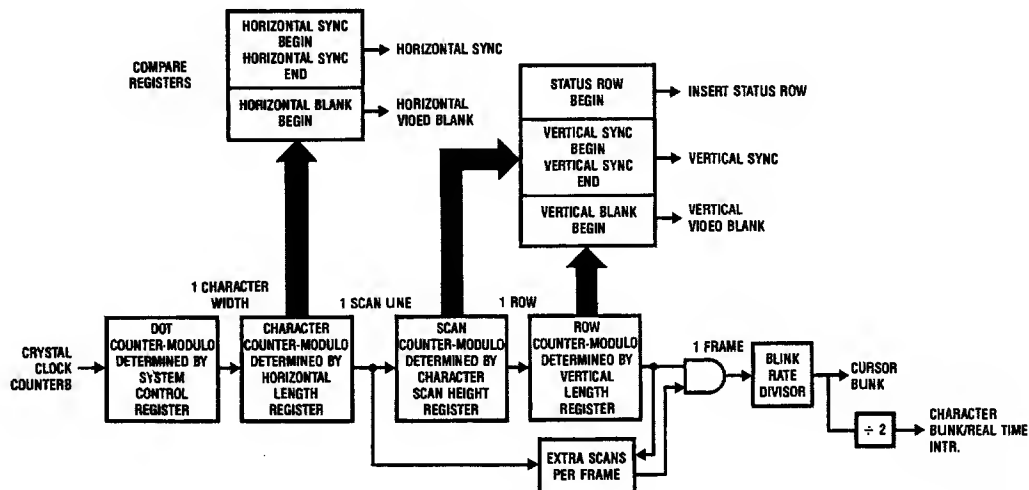 HORIZONTAL SYNC
BEGIN
HORIZONTAL SYNC
END
HORIZONTAL SYNC
COMPARE
REGISTERS
HORIZONTAL BLANK
BEGIN
HORIZONTAL
VIDEO BLANK
STATUS ROW
BEGIN
INSERT STATUS ROW
VERTICAL SYNC
BEGIN
VERTICAL SYNC
END
VERTICAL SYNC
VERTICAL BLANK
BEGIN
VERTICAL
VIDEO BLANK
1 CHARACTER
WIDTH
1 SCAN LINE
1 ROW
1 FRAME
CRYSTAL
CLOCK
COUNTERB
DOT
COUNTER-MODULO
DETERMINED BY
SYSTEM
CONTROL
REGISTER
CHARACTER
COUNTER-MODULO
DETERMINED BY
HORIZONTAL
LENGTH
REGISTER
SCAN
COUNTER-MODULO
DETERMINED BY
CHARACTER
SCAN HEIGHT
REGISTER
ROW
COUNTER-MODULO
DETERMINED BY
VERTICAL
LENGTH
REGISTER
BLINK
RATE
DIVISOR
CURSOR
BLINK
÷ 2
CHARACTER
BLINK/REAL TIME
INTR.
EXTRA SCANS
PER FRAME